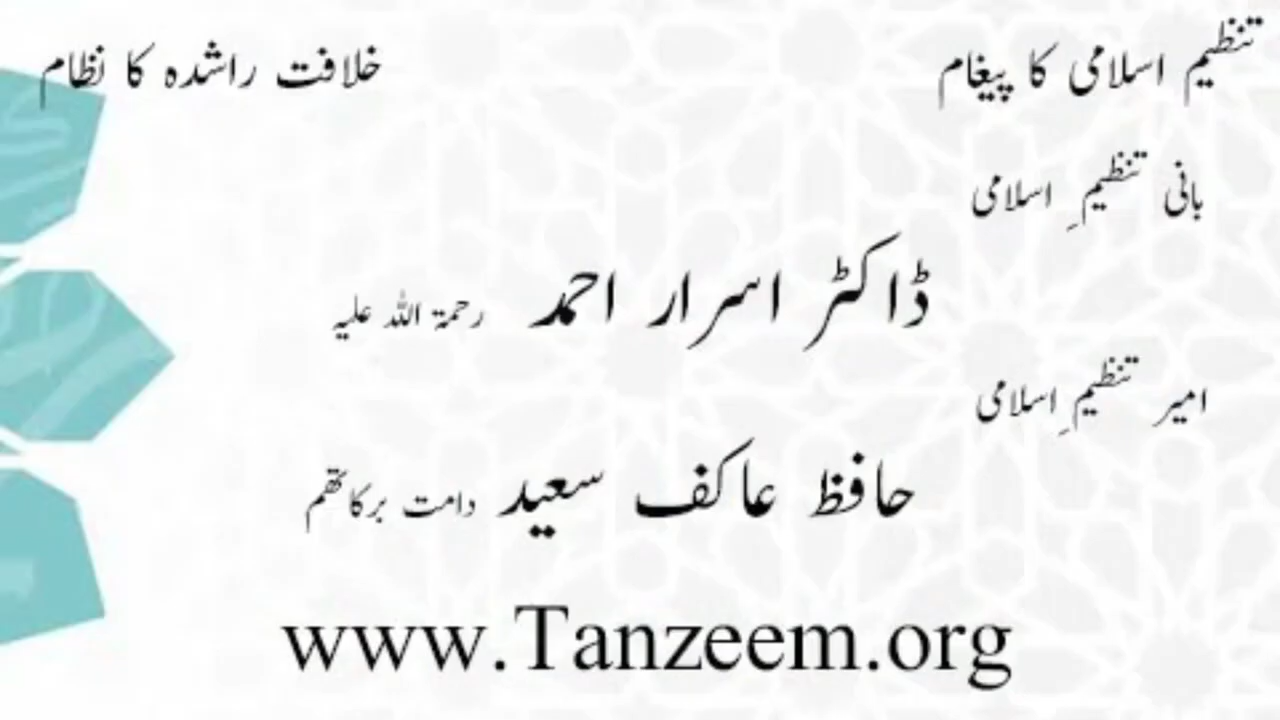 تنظیم اسلامی کا پیغام خلافت راشدہ کا نظام
بانی تنظیمِ اسلامی
ڈاکٹر اسرار احمد رحمۃ اللہ علیہ
امیر تنظیمِ اسلامی
حافظ عاکف سعید دامت برکاتھم
www.Tanzeem.org